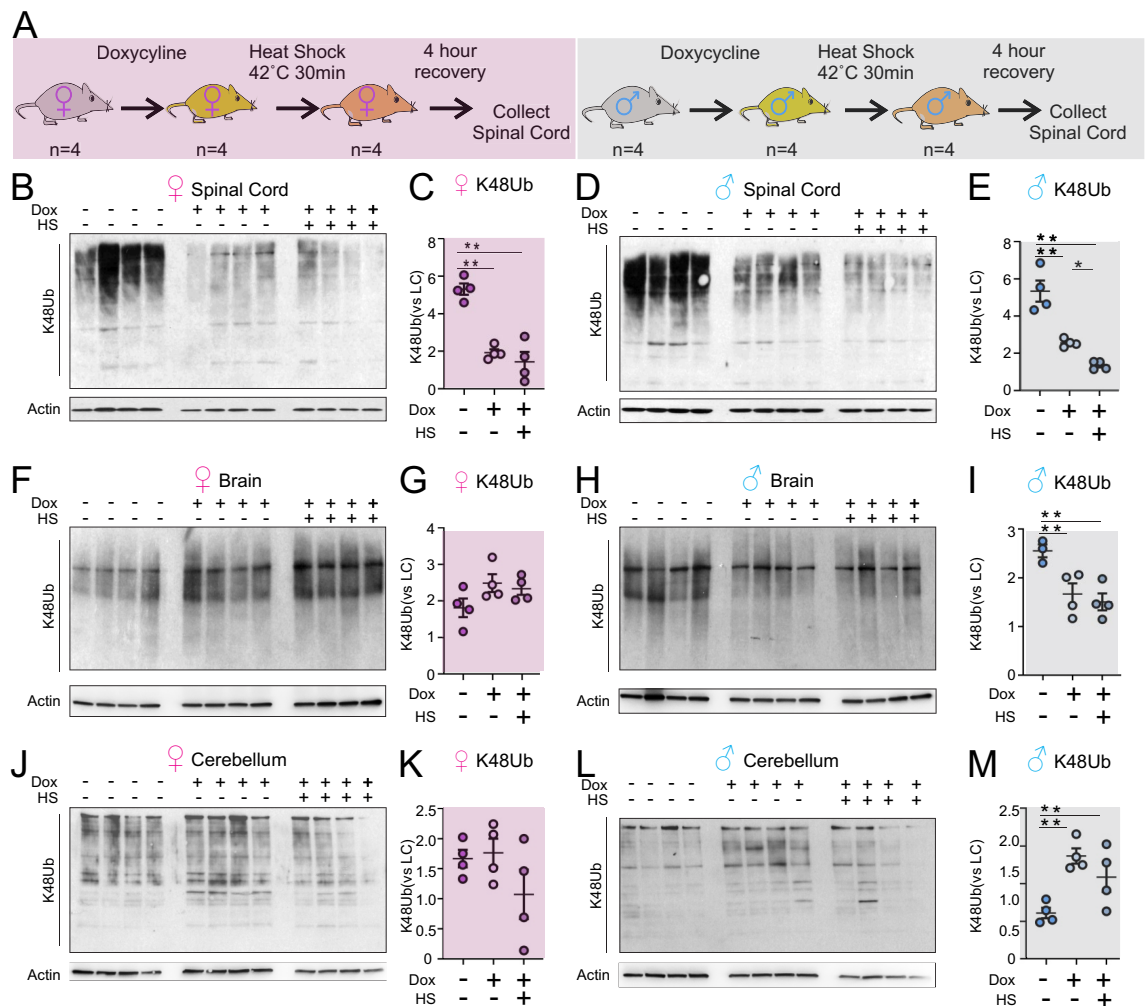 A
Doxycyline
Heat Shock
42˚C 30min
4 hour
recovery
Collect
Spinal Cord
n=4
n=4
n=4
Doxycycline
Heat Shock
42˚C 30min
4 hour
recovery
Collect
Spinal Cord
n=4
n=4
n=4
B
♀ Spinal Cord
Dox - - - - + + + + + + + +
HS - - - - - - - - + + + +
K48Ub
Actin
C
♀ K48Ub
**
**
K48Ub(vs LC)
8
6
4
2
0
Dox - + +
HS - - +
D
♂ Spinal Cord
Dox - - - - + + + + + + + +
HS - - - - - - - - + + + +
K48Ub
Actin
E
♂ K48Ub
**
**
*
K48Ub(vs LC)
8
6
4
2
0
Dox - + +
HS - - +
F
♀ Brain
Dox - - - - + + + + + + + +
HS - - - - - - - - + + + +
K48Ub
Actin
G
♀ K48Ub
K48Ub(vs LC)
4
3
2
1
0
Dox - + +
HS - - +
H
♂ Brain
Dox - - - - + + + + + + + +
HS - - - - - - - - + + + +
K48Ub
Actin
I
♂ K48Ub
**
**
K48Ub(vs LC)
3
2
1
0
Dox - + +
HS - - +
J
♀ Cerebellum
Dox - - - - + + + + + + + +
HS - - - - - - - - + + + +
K48Ub
Actin
K
♀ K48Ub
K48Ub(vs LC)
2.5
2.0
1.5
1.0
0.5
0
Dox - + +
HS - - +
L
♂ Cerebellum
Dox - - - - + + + + + + + +
HS - - - - - - - - + + + +
K48Ub
Actin
M
♂ K48Ub
**
**
K48Ub(vs LC)
2.5
2.0
1.5
1.0
0.5
0
Dox - + +
HS - - +